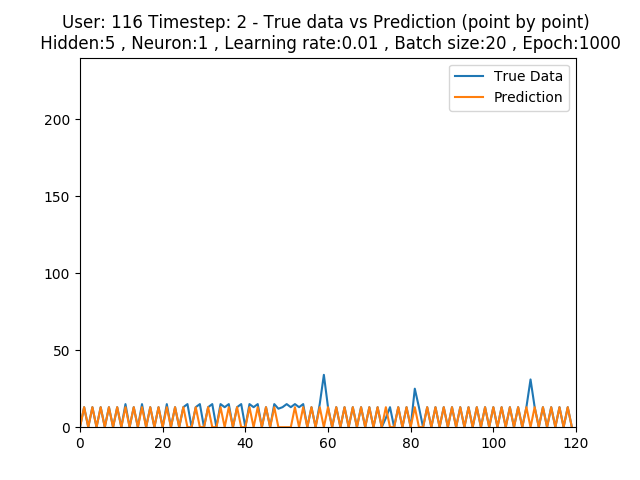 User: 116 Timestep: 2 - True data vs Prediction (point by point)
Hidden:5 , Neuron:1 , Learning rate:0.01 , Batch size:20 , Epoch:1000
True Data
Prediction
200
150
100
50
0
0 20 40 60 80 100 120